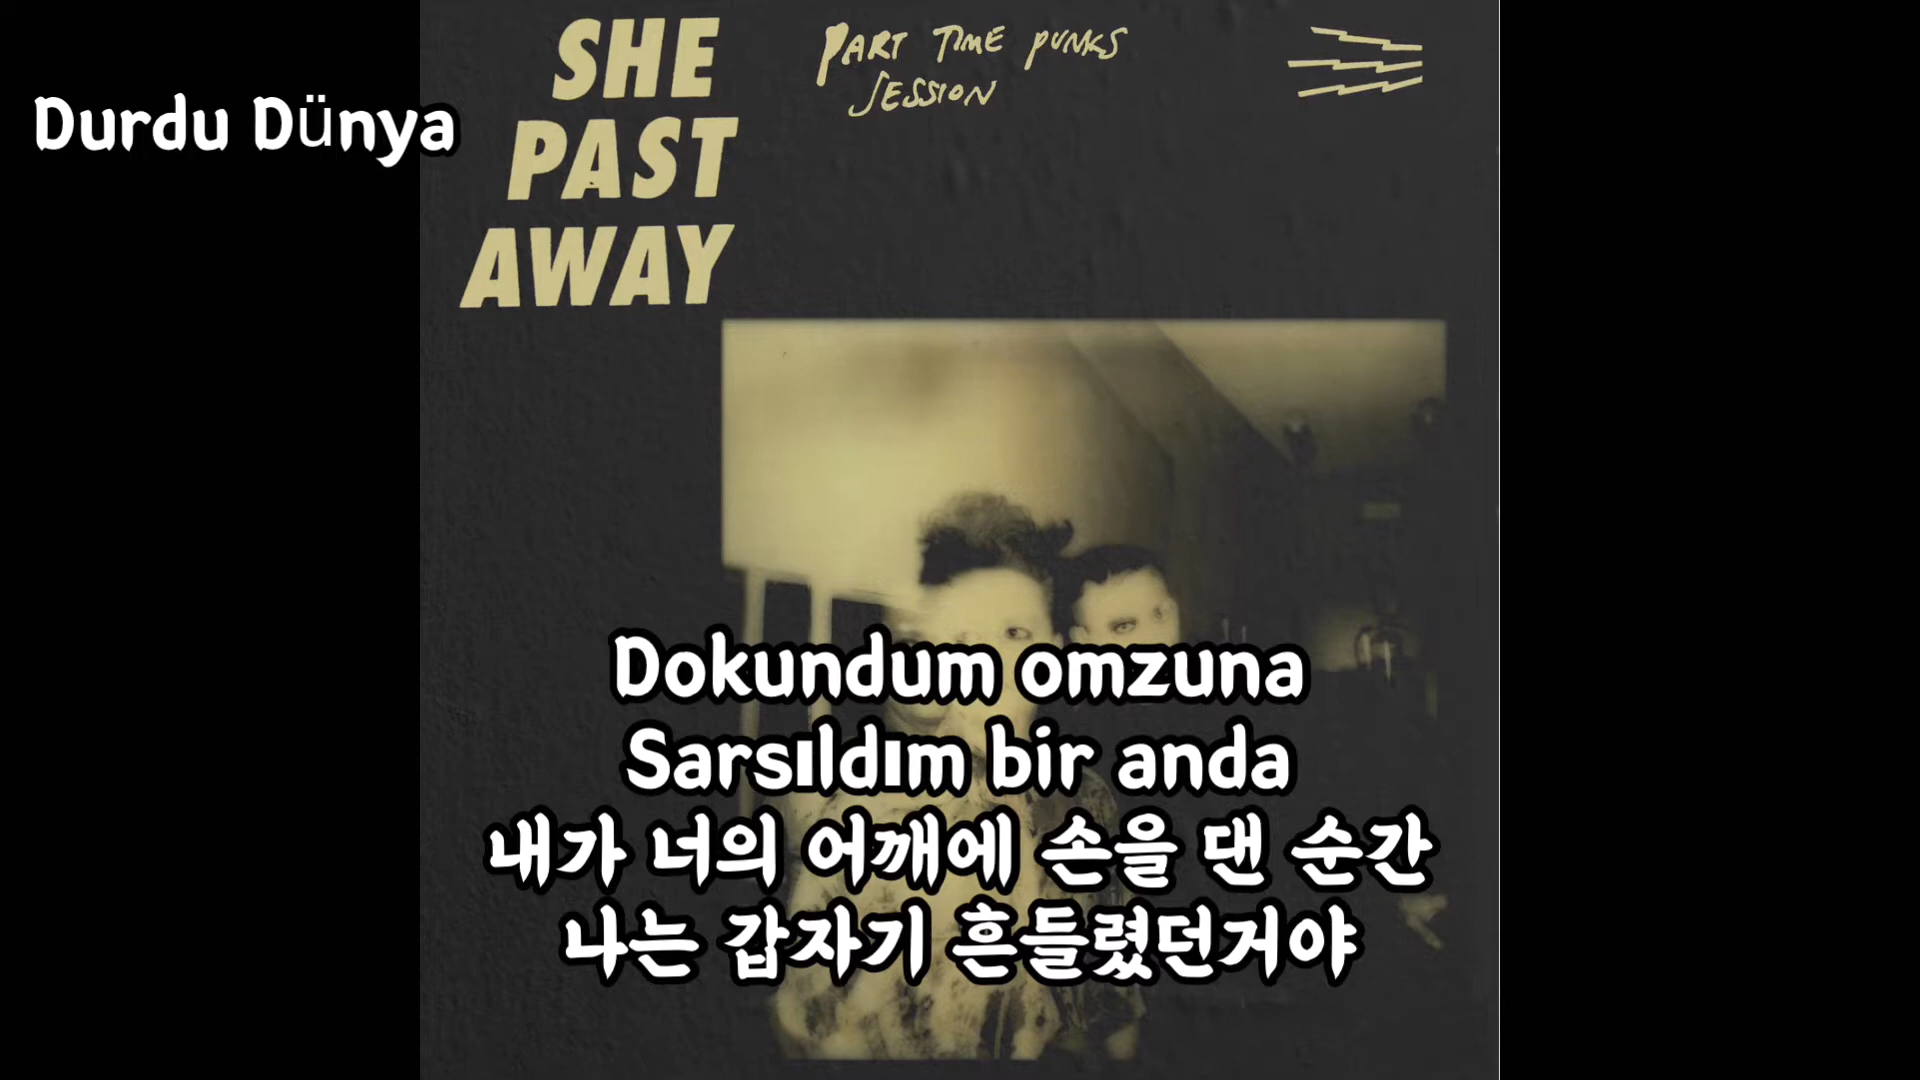 Durdu Dünya
SHE
PAST
AWAY
PART TIME PUNKS
SESSION
Dokundum omzuna
Sarsıldım bir anda
내가 너의 어깨에 손을 댄 순간
나는 갑자기 흔들렸던거야